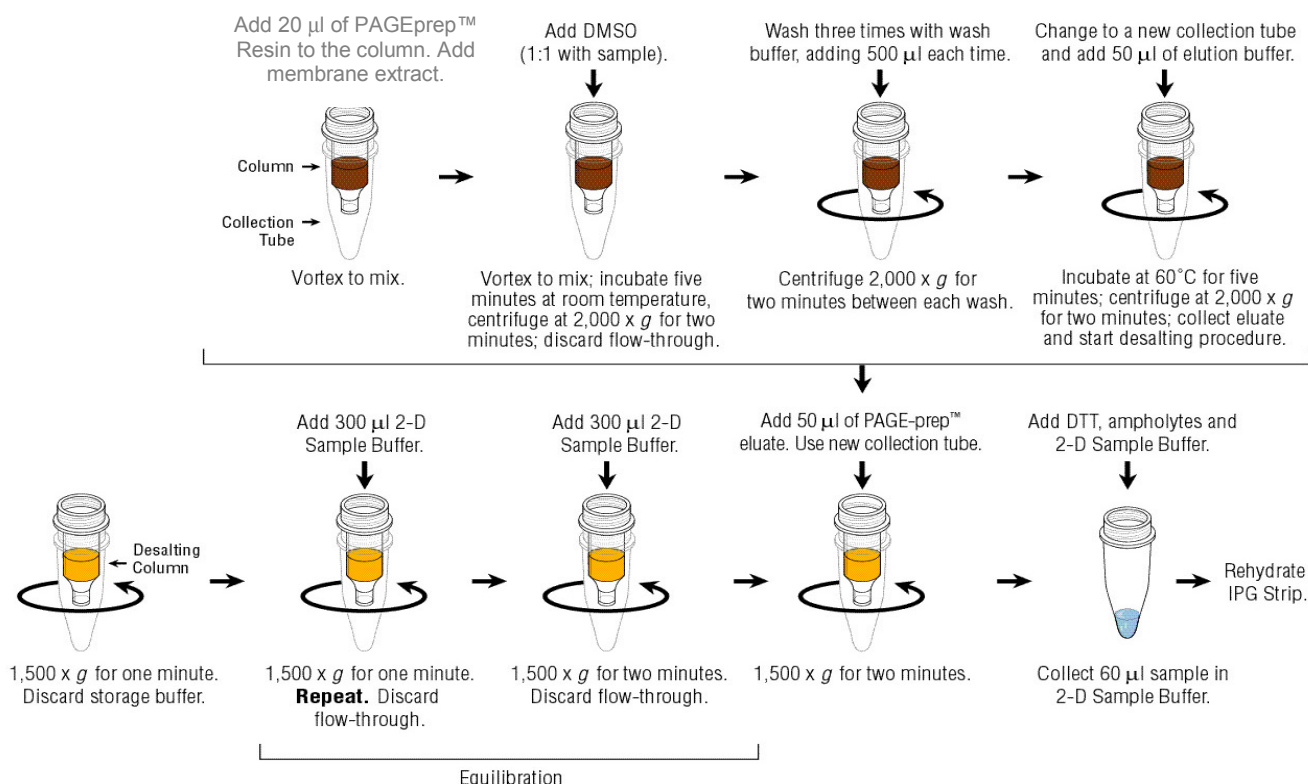 Add 20 µl of PAGEprep™
Resin to the column. Add
membrane extract.
Column
Collection
Tube
Vortex to mix.
Add DMSO
(1:1 with sample).
Vortex to mix; incubate five
minutes at room temperature,
centrifuge at 2,000 x g for two
minutes; discard flow-through.
Wash three times with wash
buffer, adding 500 µl each time.
Centrifuge 2,000 x g for
two minutes between each wash.
Change to a new collection tube
and add 50 µl of elution buffer.
Incubate at 60°C for five
minutes; centrifuge at 2,000 x g
for two minutes; collect eluate
and start desalting procedure.
Desalting
Column
1,500 x g for one minute.
Discard storage buffer.
Add 300 µl 2-D
Sample Buffer.
1,500 x g for one minute.
Repeat. Discard
flow-through.
Add 300 µl 2-D
Sample Buffer.
1,500 x g for two minutes.
Discard flow-through.
Equilibration
Add 50 µl of PAGE-prep™
eluate. Use new collection tube.
1,500 x g for two minutes.
Add DTT, ampholytes and
2-D Sample Buffer.
Collect 60 µl sample in
2-D Sample Buffer.
Rehydrate
IPG Strip.